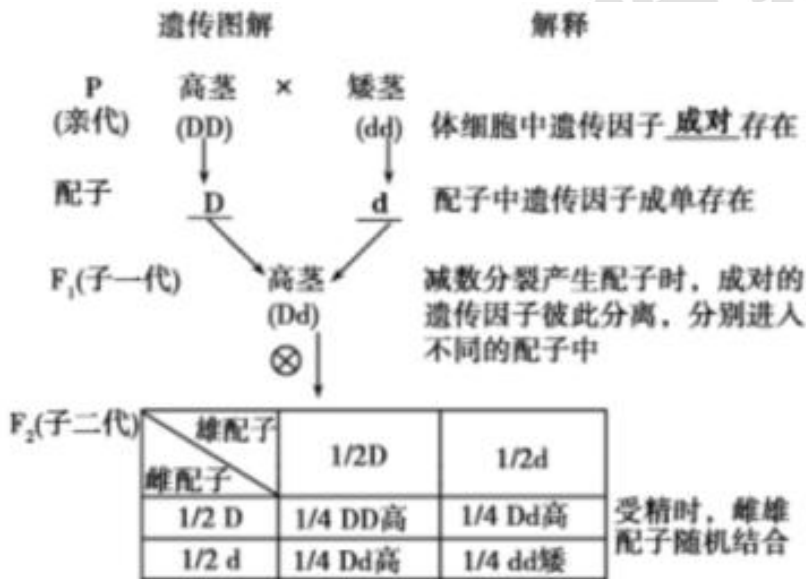 遗传图解 解释
P 高茎 × 矮茎
(亲代) (DD) (dd) 体细胞中遗传因子 成对 存在
配子 D d 配子中遗传因子成单存在
F₁(子一代) 高茎 减数分裂产生配子时，成对的
(Dd) 遗传因子彼此分离，分别进入
不同的配子中
F₂(子二代) 雄配子 1/2D 1/2d
雌配子
1/2 D 1/4 DD高 1/4 Dd高 受精时，雌雄
1/2 d 1/4 Dd高 1/4 dd矮 配子随机结合